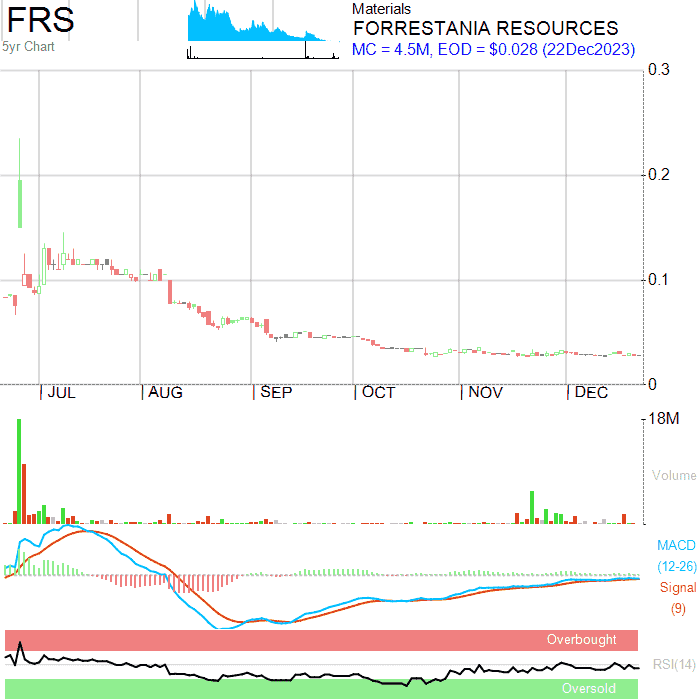 FRS
5yr Chart
Materials
FORRESTANIA RESOURCES
MC = 4.5M, EOD = $0.028 (22Dec2023)
0.3
0.2
0.1
0
JUL AUG SEP OCT NOV DEC
18M
Volume
MACD
(12-26)
Signal
(9)
Overbought
RSI(14)
Oversold